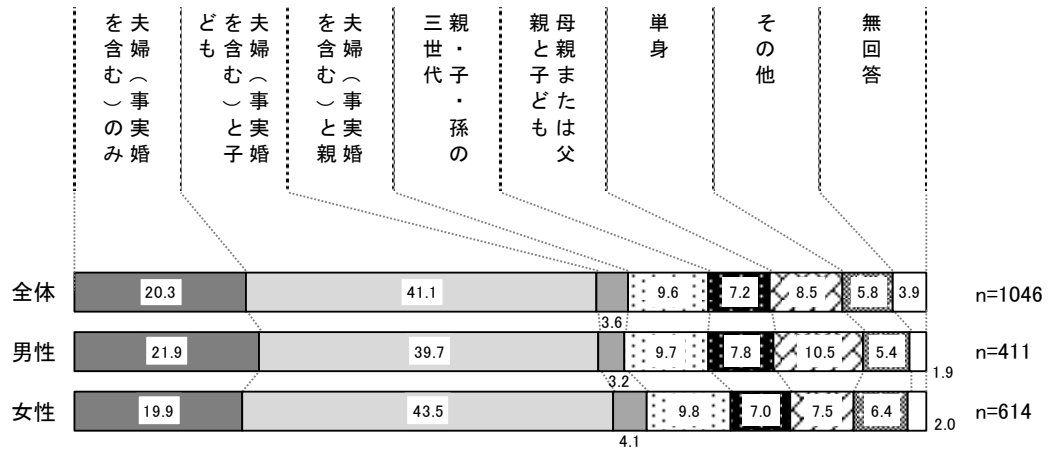 夫婦（事実婚
を含む）のみ
夫婦（事実婚
を含む）と子
ども
夫婦（事実婚
を含む）と親
親・子・孫の
三世代
母親または父
親と子ども
単身
その他
無回答
全体 20.3 41.1 3.6 9.6 7.2 8.5 5.8 3.9 n=1046
男性 21.9 39.7 3.2 9.7 7.8 10.5 5.4 1.9 n=411
女性 19.9 43.5 4.1 9.8 7.0 7.5 6.4 2.0 n=614